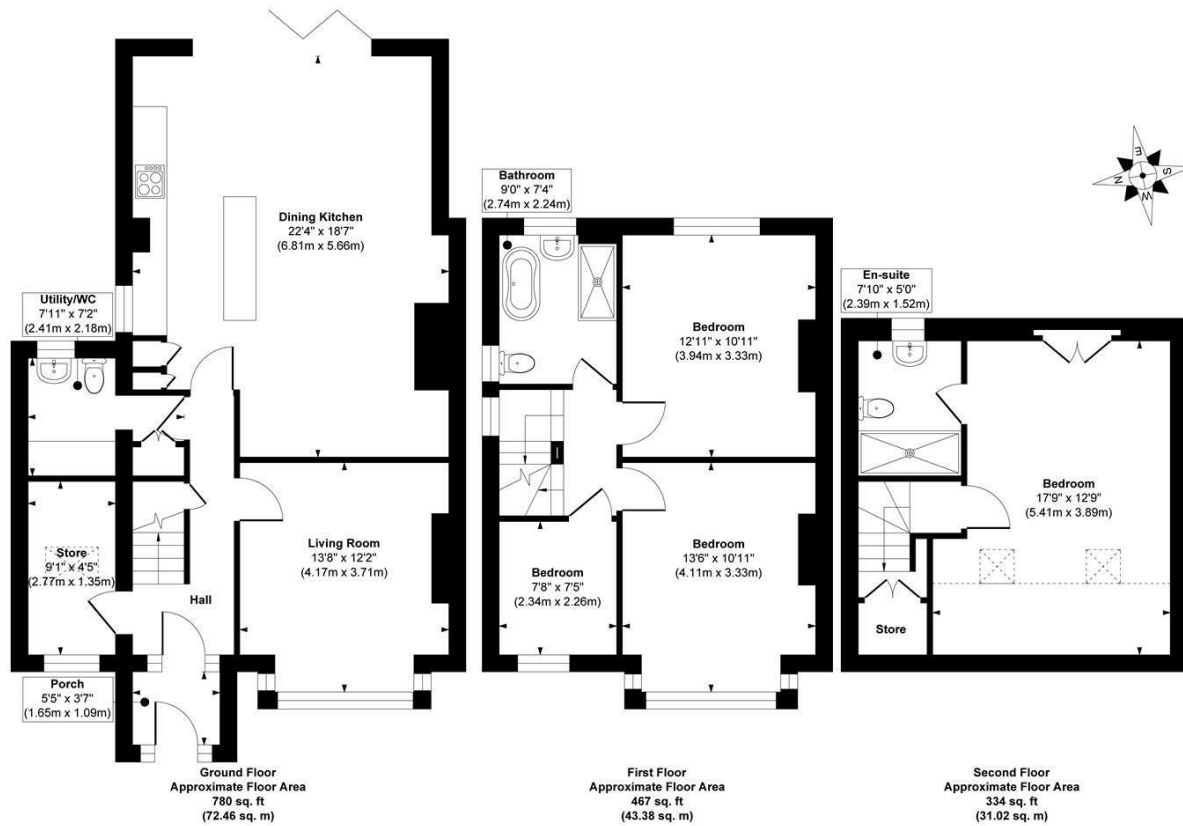 Dining Kitchen
22'4" x 18'7"
(6.81m x 5.66m)
Utility/WC
7'11" x 7'2"
(2.41m x 2.18m)
Store
9'1" x 4'5"
(2.77m x 1.35m)
Hall
Living Room
13'8" x 12'2"
(4.17m x 3.71m)
Porch
5'5" x 3'7"
(1.65m x 1.09m)
Ground Floor
Approximate Floor Area
780 sq. ft
(72.46 sq. m)
Bathroom
9'0" x 7'4"
(2.74m x 2.24m)
Bedroom
12'11" x 10'11"
(3.94m x 3.33m)
Bedroom
7'8" x 7'5"
(2.34m x 2.26m)
Bedroom
13'6" x 10'11"
(4.11m x 3.33m)
First Floor
Approximate Floor Area
467 sq. ft
(43.38 sq. m)
E
S
N
W
En-suite
7'10" x 5'0"
(2.39m x 1.52m)
Bedroom
17'9" x 12'9"
(5.41m x 3.89m)
Store
Second Floor
Approximate Floor Area
334 sq. ft
(31.02 sq. m)